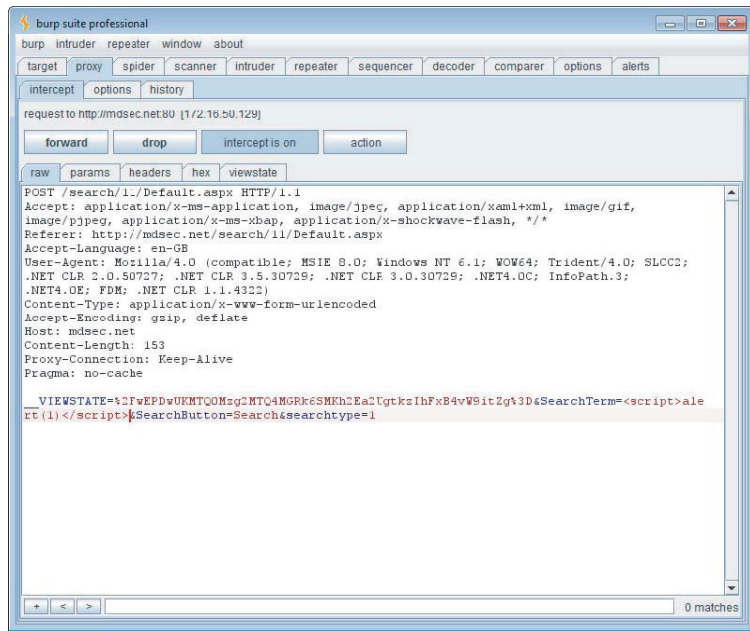 burp suite professional
burp intruder repeater window about
target proxy spider scanner intruder repeater sequencer decoder comparer options alerts
intercept options history
request to http://mdsec.net:80 [172.16.50.129]
forward drop intercept is on action
raw params headers hex viewstate
POST /search/11/Default.aspx HTTP/1.1
Accept: application/x-ms-application, image/jpeg, application/xaml+xml, image/gif,
image/pjpeg, application/x-ms-xbap, application/x-shockwave-flash, */*
Referer: http://mdsec.net/search/11/Default.aspx
Accept-Language: en-GB
User-Agent: Mozilla/4.0 (compatible; MSIE 8.0; Windows NT 6.1; WOW64; Trident/4.0; SLCC2;
.NET CLR 2.0.50727; .NET CLR 3.5.30729; .NET CLR 3.0.30729; .NET4.0C; InfoPath.3;
.NET4.0E; FDM; .NET CLR 1.1.4322)
Content-Type: application/x-www-form-urlencoded
Accept-Encoding: gzip, deflate
Host: mdsec.net
Content-Length: 153
Proxy-Connection: Keep-Alive
Pragma: no-cache
__VIEWSTATE=%2FwEPDwUKMTQ0Mzg2MTQ4MGRk6SMKh2Ea2UgtkzIhFxB4vW9itZg%3D&SearchTerm=<script>ale
rt(1)</script>&SearchButton=Search&searchtype=1
+ < > 0 matches